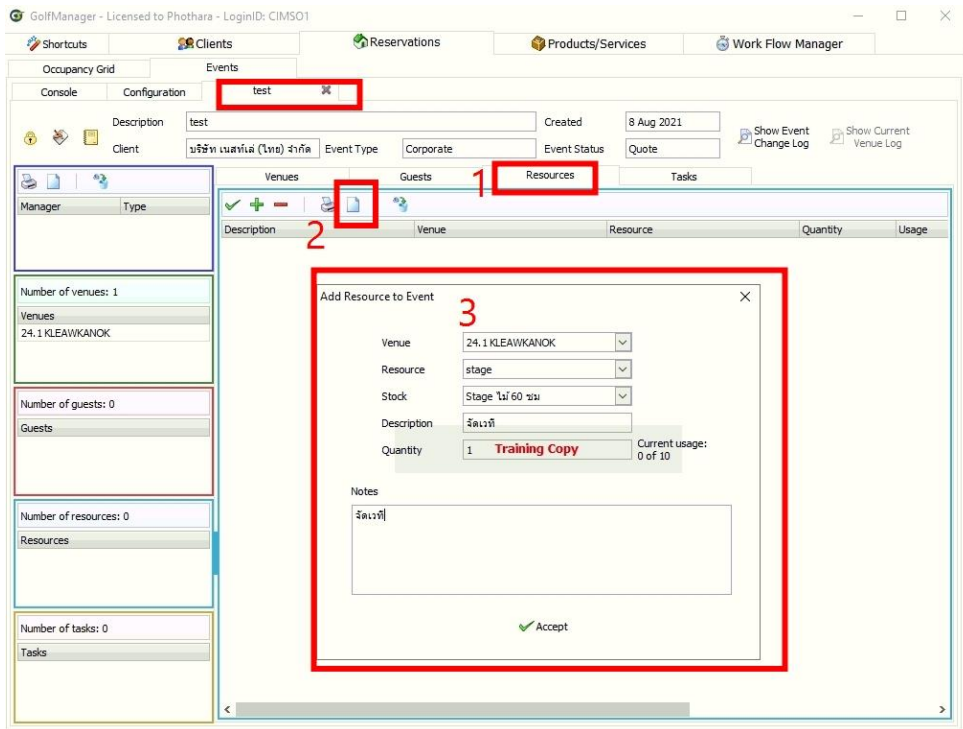 GolfManager - Licensed to Phothara - LoginID: CIMSO1
Shortcuts Clients Reservations Products/Services Work Flow Manager
Occupancy Grid Events
Console Configuration test
Description test Created 8 Aug 2021 Show Event Change Log Show Current Venue Log
Client บริษัท เนสท์เล่ (ไทย) จำกัด Event Type Corporate Event Status Quote
Venues Guests 1 Resources Tasks
Manager Type
2
Description Venue Resource Quantity Usage
Number of venues: 1
Venues
24.1 KLEAWKANOK
Number of guests: 0
Guests
Number of resources: 0
Resources
Number of tasks: 0
Tasks
Add Resource to Event
3
Venue 24.1 KLEAWKANOK
Resource stage
Stock Stage ไม้ 60 ซม
Description จัดเวที
Quantity 1 Training Copy Current usage:
0 of 10
Notes
จัดเวที
Accept